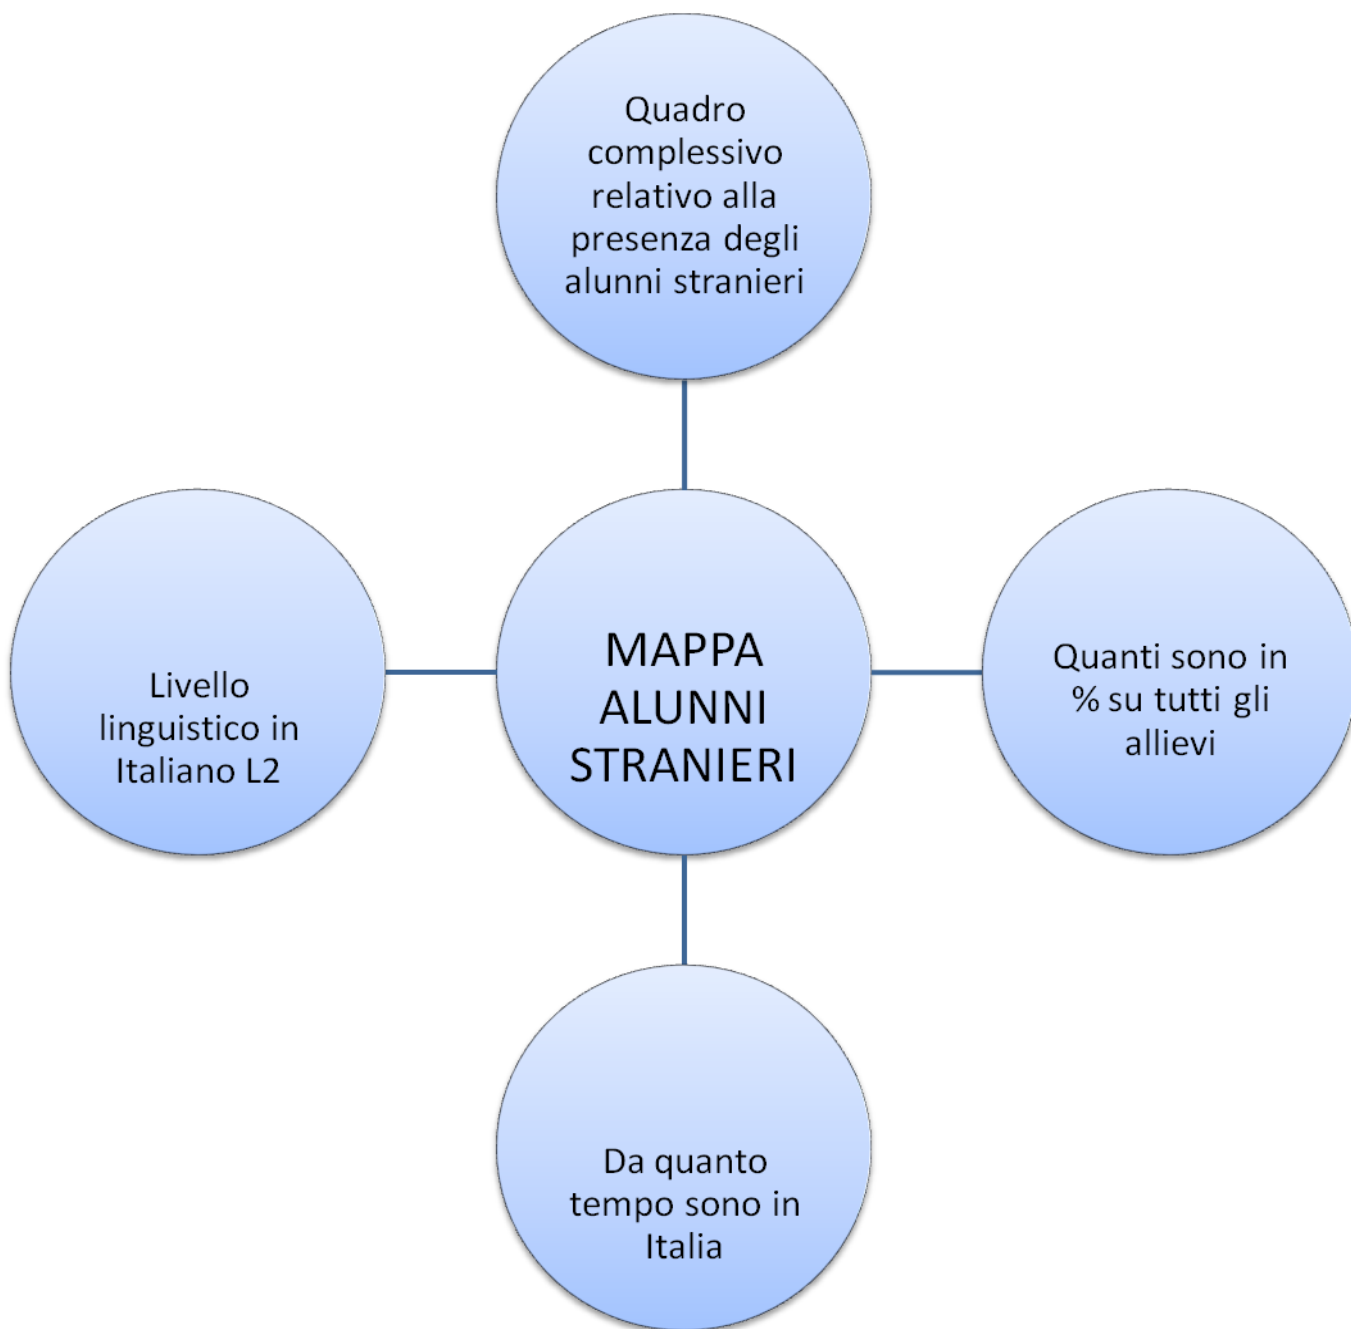 Quadro
complessivo
relativo alla
presenza degli
alunni stranieri
Livello
linguistico in
Italiano L2
MAPPA
ALUNNI
STRANIERI
Quanti sono in
% su tutti gli
allievi
Da quanto
tempo sono in
Italia